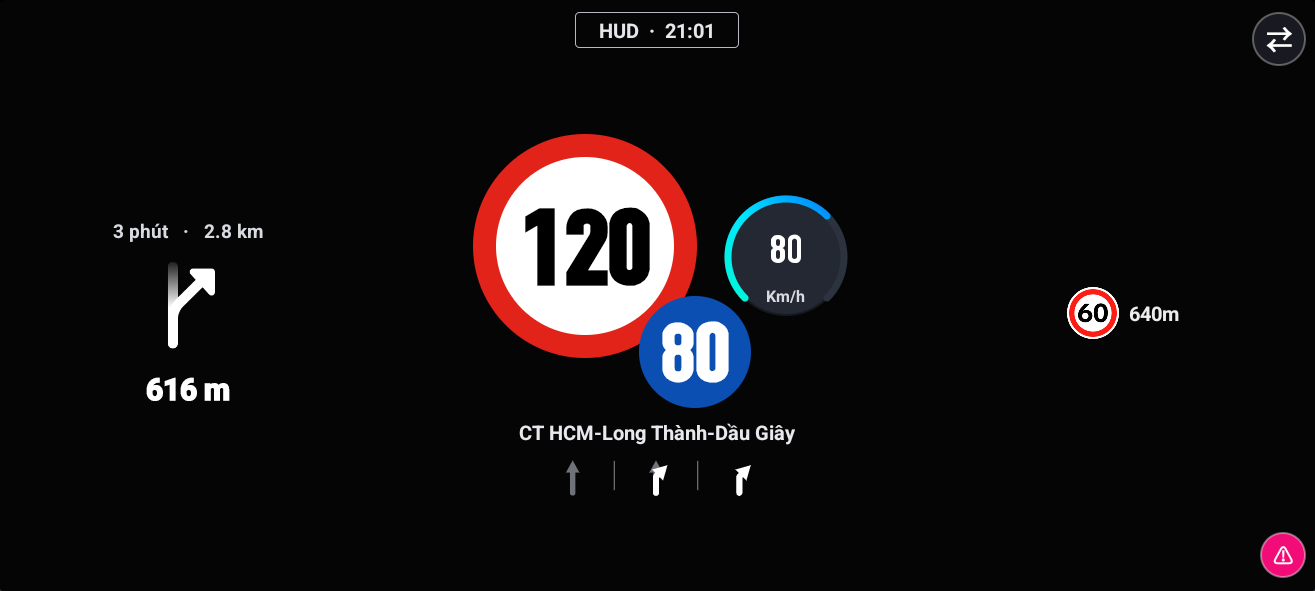 HUD · 21:01
3 phút · 2.8 km
616 m
120
80
80
Km/h
60 640m
CT HCM-Long Thành-Dầu Giây